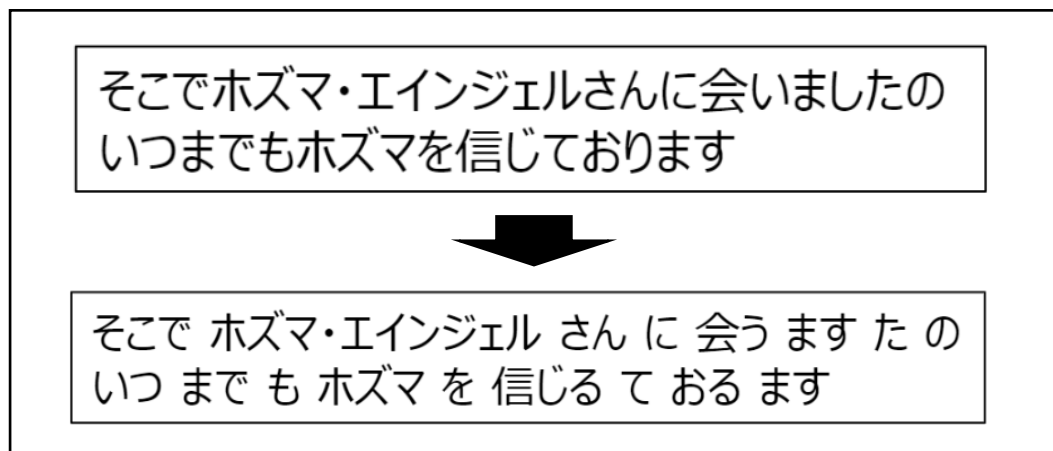 そこでホズマ・エインジェルさんに会いましたの
いつまでもホズマを信じております
そこで ホズマ・エインジェル さん に 会う ます た の
いつ まで も ホズマ を 信じる て おる ます